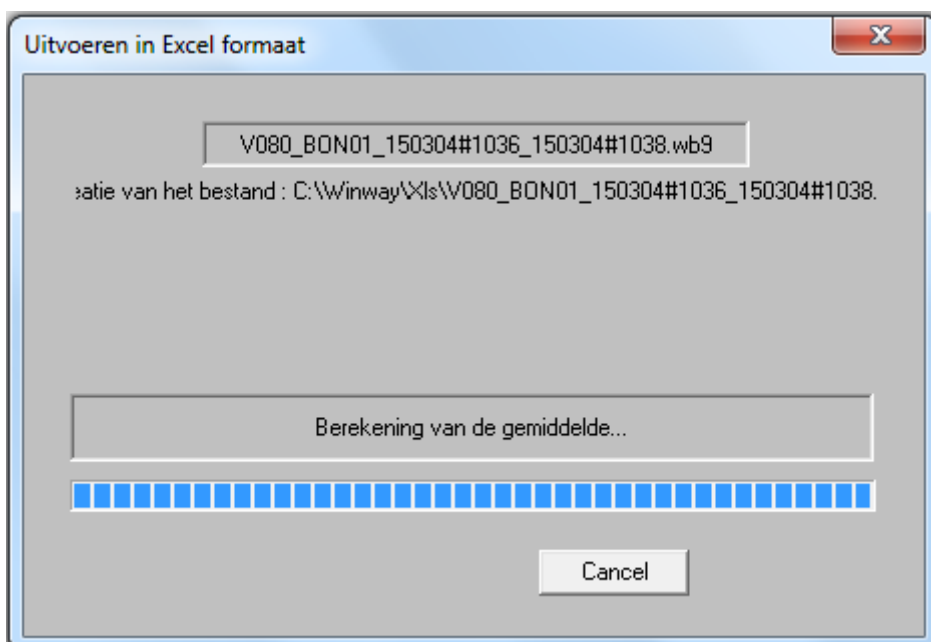 Uitvoeren in Excel formaat
V080_BON01_150304#1036_150304#1038.wb9
eatie van het bestand : C:\Winway\Xls\V080_BON01_150304#1036_150304#1038.
Berekening van de gemiddelde...
Cancel